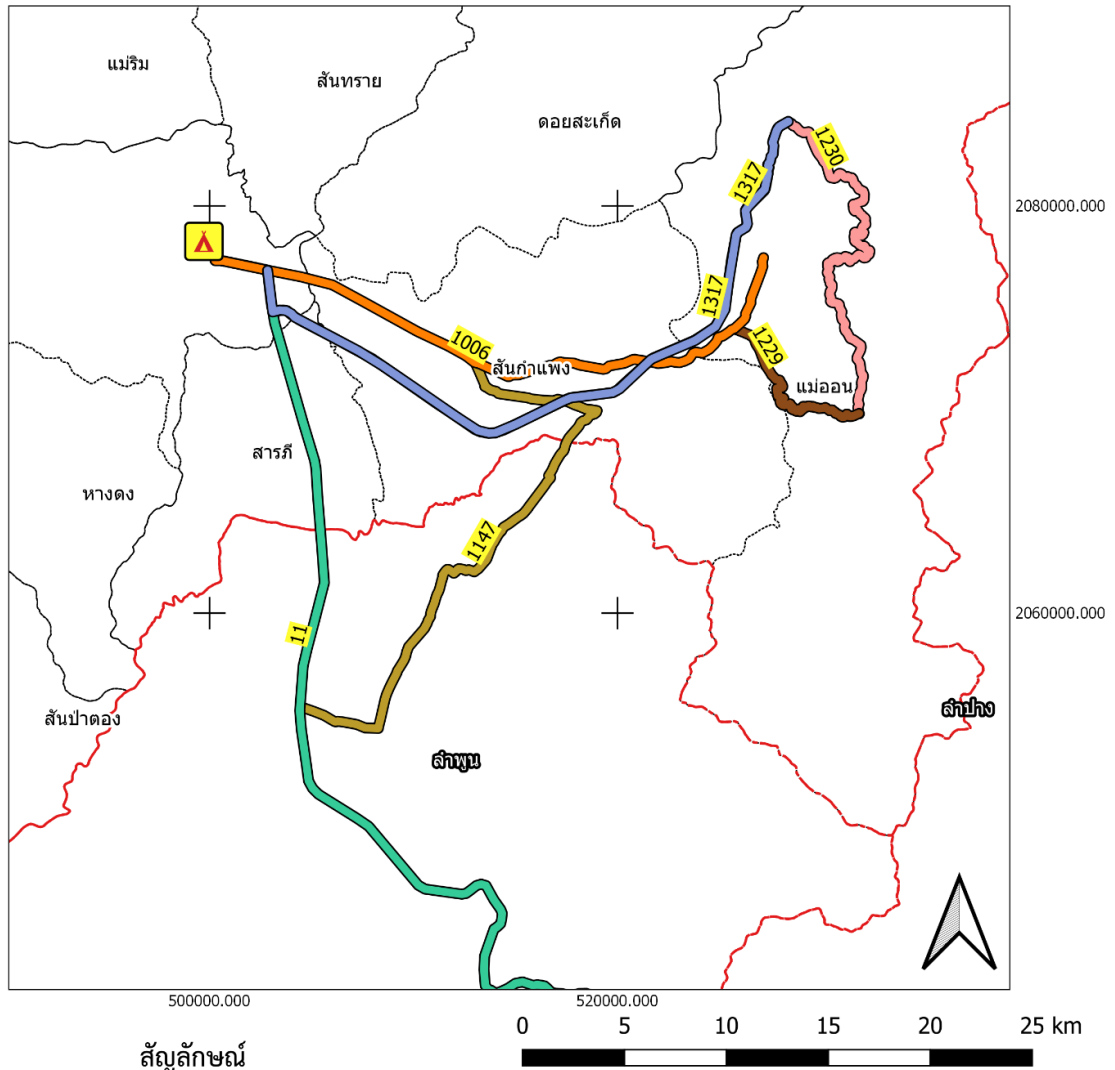 แม่ริม
สันทราย
ดอยสะเก็ด
1230
1317
2080000.000
1317
1006
สันกำแพง
1229
แม่ออน
สารภี
หางดง
1147
2060000.000
11
สันป่าตอง
ลำปาง
ลำพูน
500000.000
520000.000
0 5 10 15 20 25 km
สัญลักษณ์